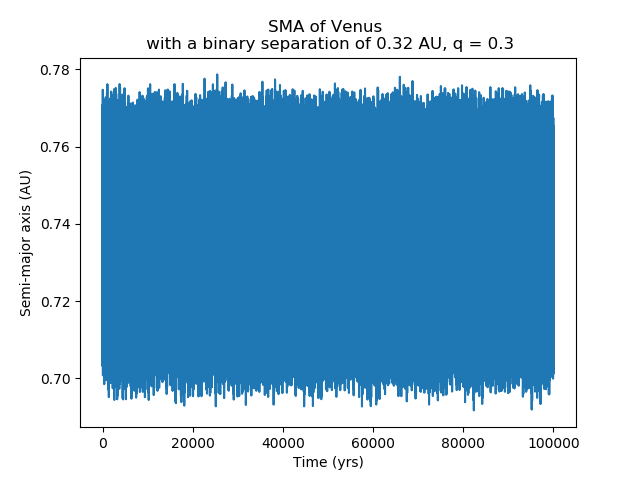 SMA of Venus
with a binary separation of 0.32 AU, q = 0.3
0.78
0.76
0.74
0.72
0.70
Semi-major axis (AU)
0 20000 40000 60000 80000 100000
Time (yrs)